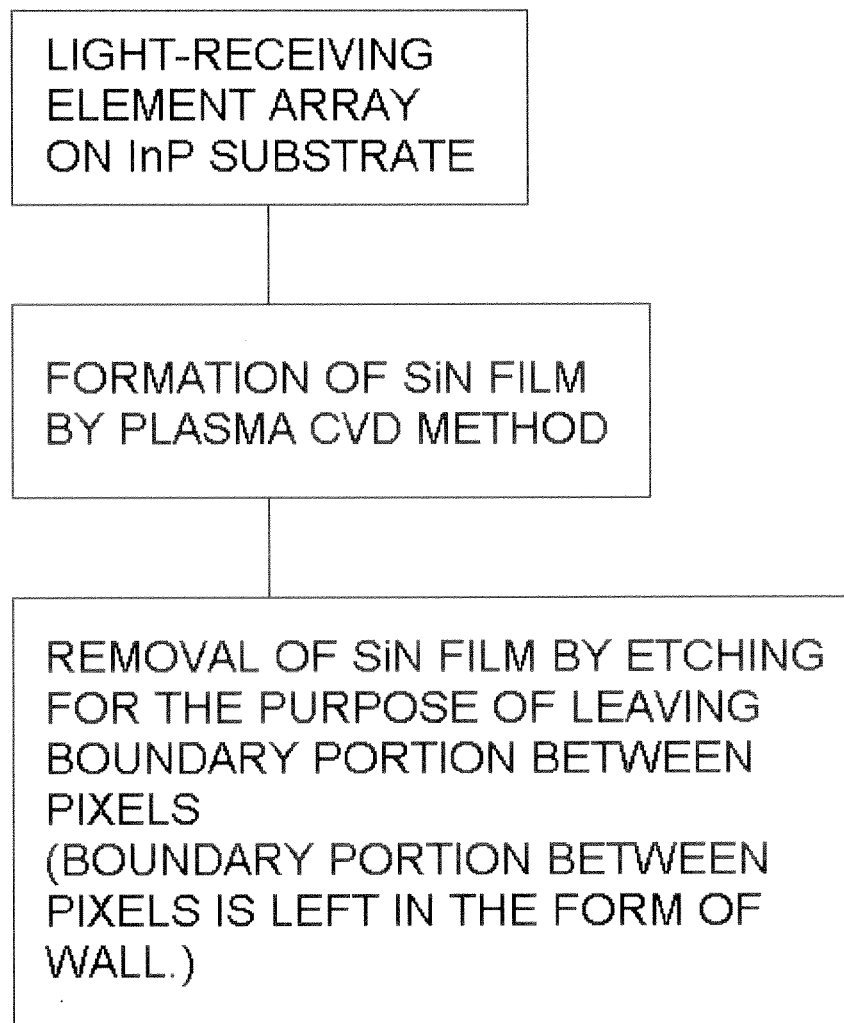 LIGHT-RECEIVING
ELEMENT ARRAY
ON InP SUBSTRATE
FORMATION OF SiN FILM
BY PLASMA CVD METHOD
REMOVAL OF SiN FILM BY ETCHING
FOR THE PURPOSE OF LEAVING
BOUNDARY PORTION BETWEEN
PIXELS
(BOUNDARY PORTION BETWEEN
PIXELS IS LEFT IN THE FORM OF
WALL.)